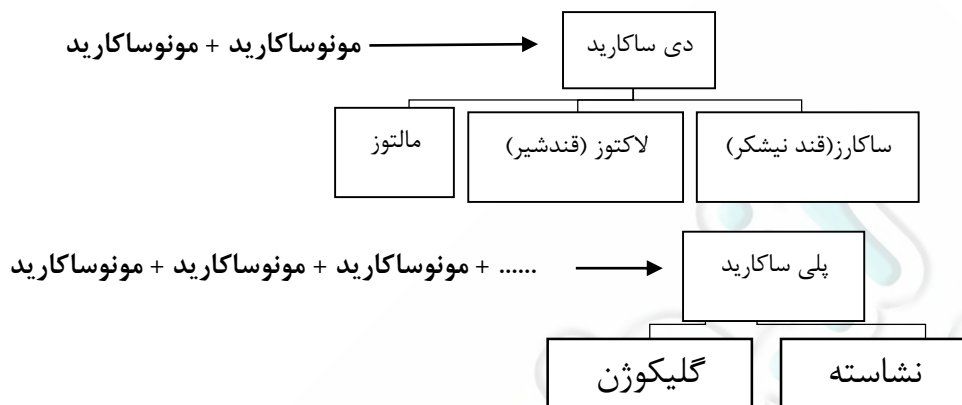 مونوساکارید + مونوساکارید
دی ساکارید
ساکارز(قند نیشکر)
لاکتوز (قندشیر)
مالتوز
مونوساکارید + مونوساکارید + مونوساکارید + ......
پلی ساکارید
نشاسته
گلیکوژن